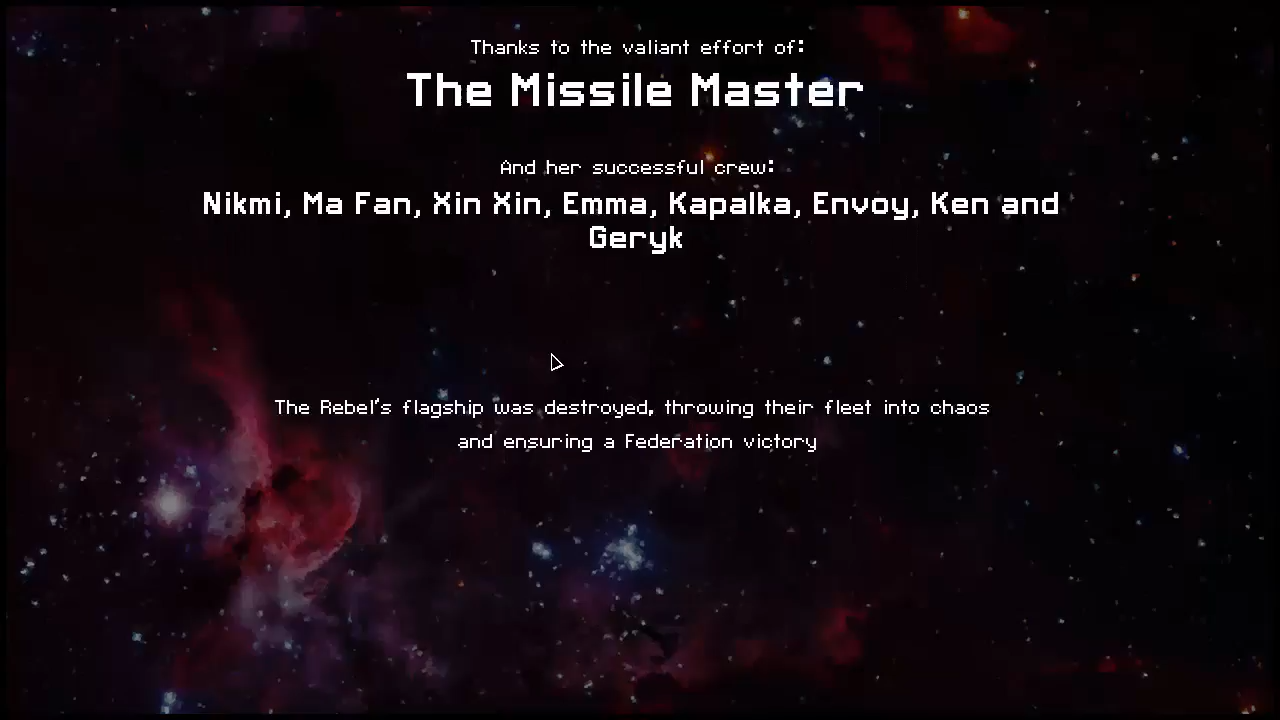 Thanks to the valiant effort of:
The Missile Master
And her successful crew:
Nikmi, Ma Fan, Xin Xin, Emma, Kapalka, Envoy, Ken and
Geryk
The Rebel's flagship was destroyed, throwing their fleet into chaos
and ensuring a Federation victory